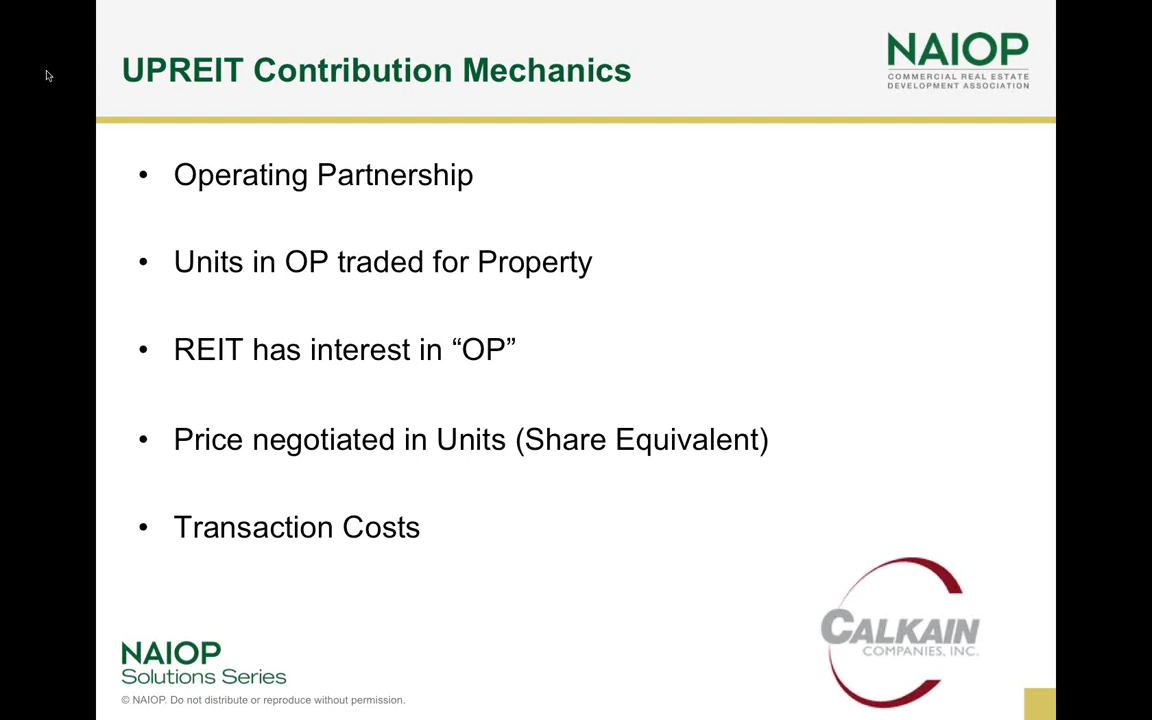 UPREIT Contribution Mechanics
NAIOP
COMMERCIAL REAL ESTATE
DEVELOPMENT ASSOCIATION
• Operating Partnership
• Units in OP traded for Property
• REIT has interest in “OP”
• Price negotiated in Units (Share Equivalent)
• Transaction Costs
NAIOP
Solutions Series
© NAIOP. Do not distribute or reproduce without permission.
CALKAIN
COMPANIES, INC.